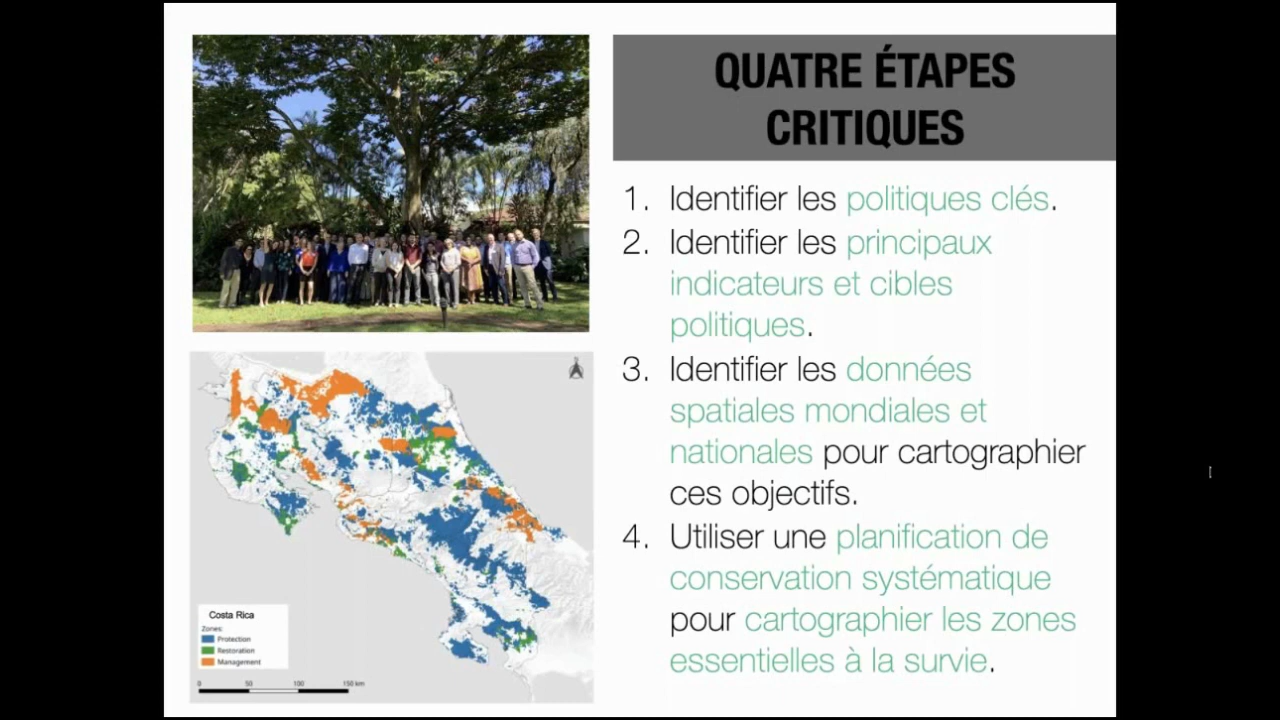 QUATRE ÉTAPES
CRITIQUES
1. Identifier les politiques clés.
2. Identifier les principaux
indicateurs et cibles
politiques.
3. Identifier les données
spatiales mondiales et
nationales pour cartographier
ces objectifs.
4. Utiliser une planification de
conservation systématique
pour cartographier les zones
essentielles à la survie.
Costa Rica
Zones:
Protection
Restoration
Management
0 50 100 150 km